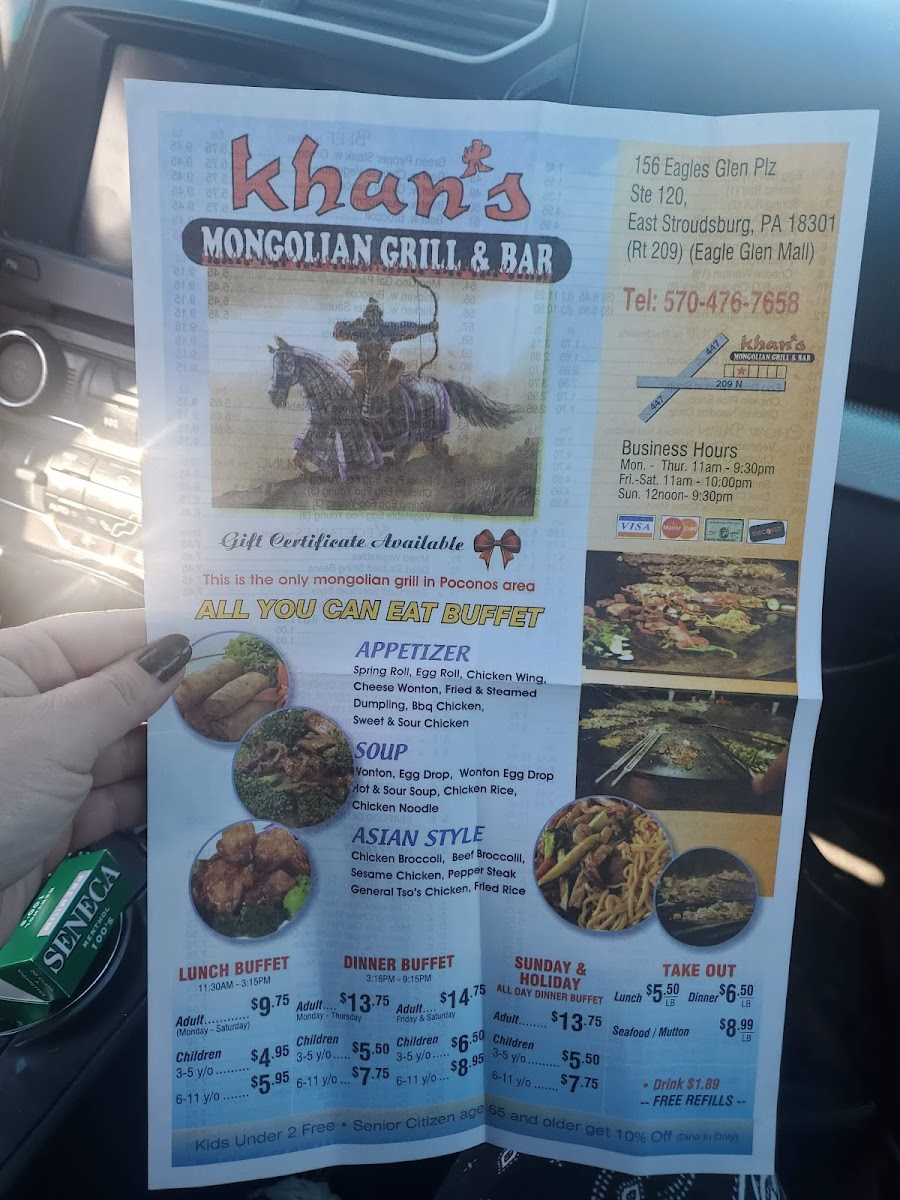 khan's
MONGOLIAN GRILL & BAR
156 Eagles Glen Plz
Ste 120,
East Stroudsburg, PA 18301
(Rt 209) (Eagle Glen Mall)
Tel: 570-476-7658
447
khan's
MONGOLIAN GRILL & BAR
209 N
447
Business Hours
Mon. - Thur. 11am - 9:30pm
Fri.-Sat. 11am - 10:00pm
Sun. 12noon- 9:30pm
VISA
MasterCard
Gift Certificate Available
This is the only mongolian grill in Poconos area
ALL YOU CAN EAT BUFFET
APPETIZER
Spring Roll, Egg Roll, Chicken Wing,
Cheese Wonton, Fried & Steamed
Dumpling, Bbq Chicken,
Sweet & Sour Chicken
SOUP
Wonton, Egg Drop, Wonton Egg Drop
Hot & Sour Soup, Chicken Rice,
Chicken Noodle
ASIAN STYLE
Chicken Broccoli, Beef Broccolli,
Sesame Chicken, Pepper Steak
General Tso's Chicken, Fried Rice
LUNCH BUFFET
11:30AM - 3:15PM
Adult............ $9.75
(Monday - Saturday)
Children
3-5 y/o......... $4.95
6-11 y/o ....... $5.95
DINNER BUFFET
3:16PM - 9:15PM
Adult.... $13.75
Monday - Thursday
Children
3-5 y/o..... $5.50
6-11 y/o ... $7.75
Adult.... $14.75
Friday & Saturday
Children
3-5 y/o..... $6.50
6-11 y/o ... $8.95
SUNDAY &
HOLIDAY
ALL DAY DINNER BUFFET
Adult........ $13.75
Children
3-5 y/o.......... $5.50
6-11 y/o ....... $7.75
TAKE OUT
Lunch $5.50 LB Dinner $6.50 LB
Seafood / Mutton $8.99 LB
• Drink $1.89
-- FREE REFILLS --
Kids Under 2 Free • Senior Citizen age 65 and older get 10% Off (Dine In Only)
SENECA
MENTHOL
100's